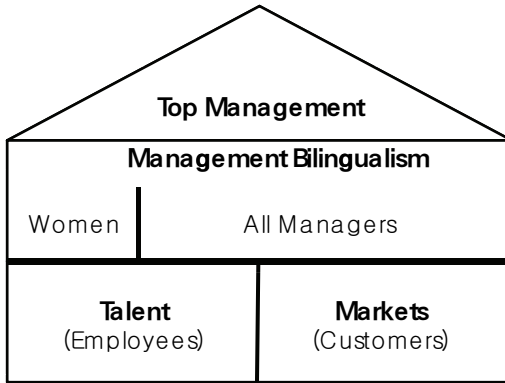 Top Management
Management Bilingualism
Women All Managers
Talent Markets
(Employees) (Customers)